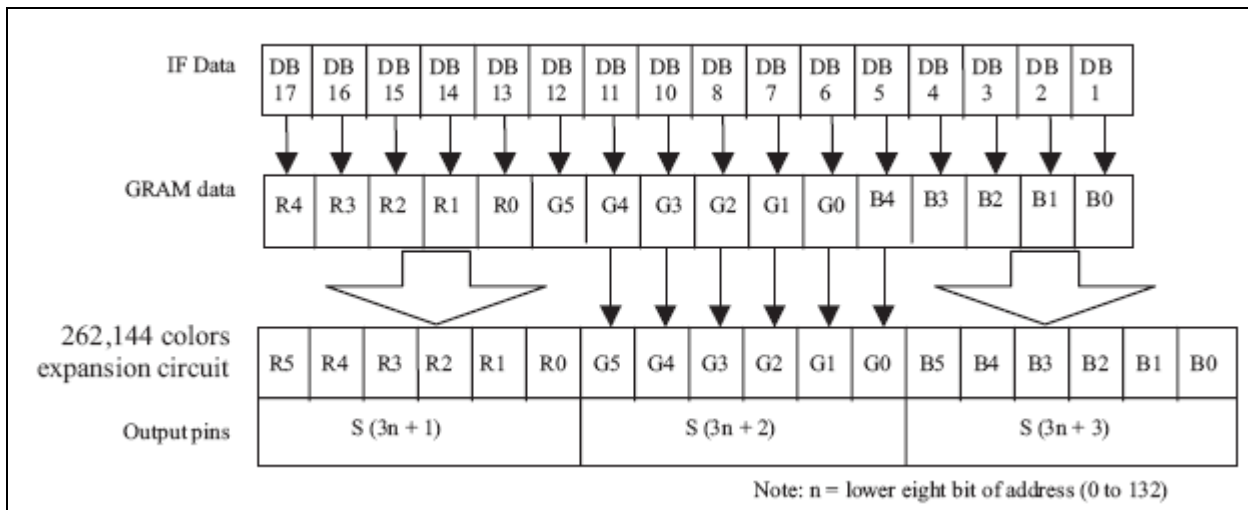 IF Data DB 17 DB 16 DB 15 DB 14 DB 13 DB 12 DB 11 DB 10 DB 8 DB 7 DB 6 DB 5 DB 4 DB 3 DB 2 DB 1
GRAM data R4 R3 R2 R1 R0 G5 G4 G3 G2 G1 G0 B4 B3 B2 B1 B0
262,144 colors
expansion circuit R5 R4 R3 R2 R1 R0 G5 G4 G3 G2 G1 G0 B5 B4 B3 B2 B1 B0
Output pins S (3n + 1) S (3n + 2) S (3n + 3)
Note: n = lower eight bit of address (0 to 132)